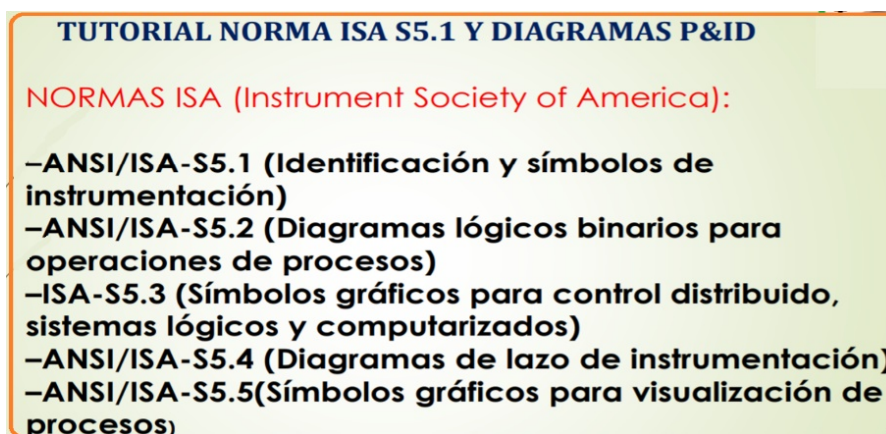 TUTORIAL NORMA ISA S5.1 Y DIAGRAMAS P&ID
NORMAS ISA (Instrument Society of America):
–ANSI/ISA-S5.1 (Identificación y símbolos de
instrumentación)
–ANSI/ISA-S5.2 (Diagramas lógicos binarios para
operaciones de procesos)
–ISA-S5.3 (Símbolos gráficos para control distribuido,
sistemas lógicos y computarizados)
–ANSI/ISA-S5.4 (Diagramas de lazo de instrumentación)
–ANSI/ISA-S5.5(Símbolos gráficos para visualización de
procesos)